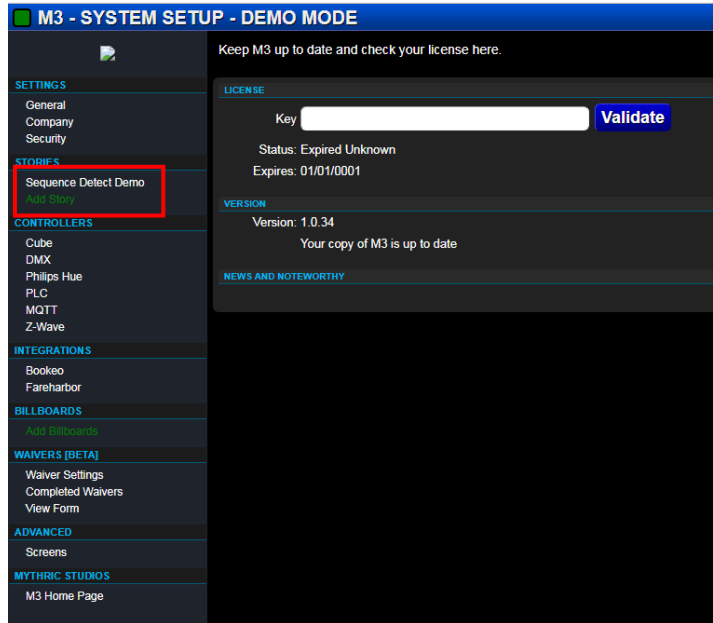 M3 - SYSTEM SETUP - DEMO MODE
Keep M3 up to date and check your license here.
SETTINGS
General
Company
Security
STORIES
Sequence Detect Demo
Add Story
CONTROLLERS
Cube
DMX
Philips Hue
PLC
MQTT
Z-Wave
INTEGRATIONS
Bookeo
Fareharbor
BILLBOARDS
Add Billboards
WAIVERS [BETA]
Waiver Settings
Completed Waivers
View Form
ADVANCED
Screens
MYTHRIC STUDIOS
M3 Home Page
LICENSE
Key
Validate
Status: Expired Unknown
Expires: 01/01/0001
VERSION
Version: 1.0.34
Your copy of M3 is up to date
NEWS AND NOTEWORTHY